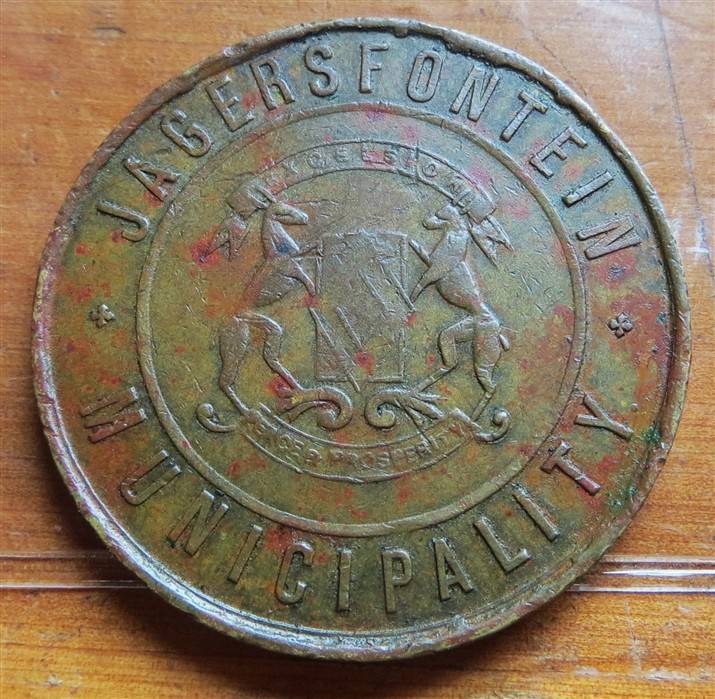 JAGERSFONTEIN
EXCELSIOR
PEACE & PROSPERITY
MUNICIPALITY.